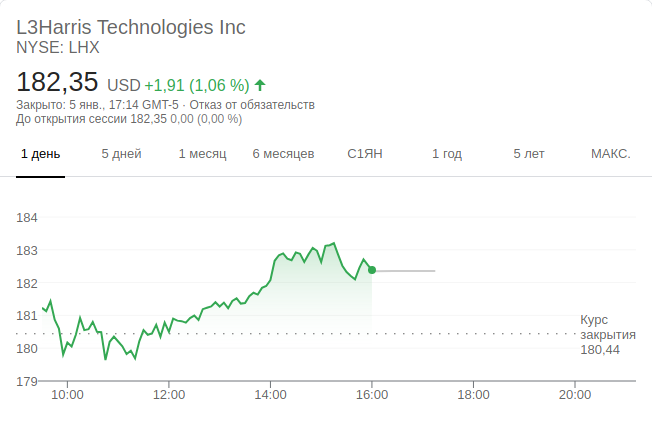 L3Harris Technologies Inc
NYSE: LHX
182,35 USD +1,91 (1,06 %)
Закрыто: 5 янв., 17:14 GMT-5 · Отказ от обязательств
До открытия сессии 182,35 0,00 (0,00 %)
1 день 5 дней 1 месяц 6 месяцев С1ЯН 1 год 5 лет МАКС.
184
183
182
181
180
179
Курс
закрытия
180,44
10:00 12:00 14:00 16:00 18:00 20:00